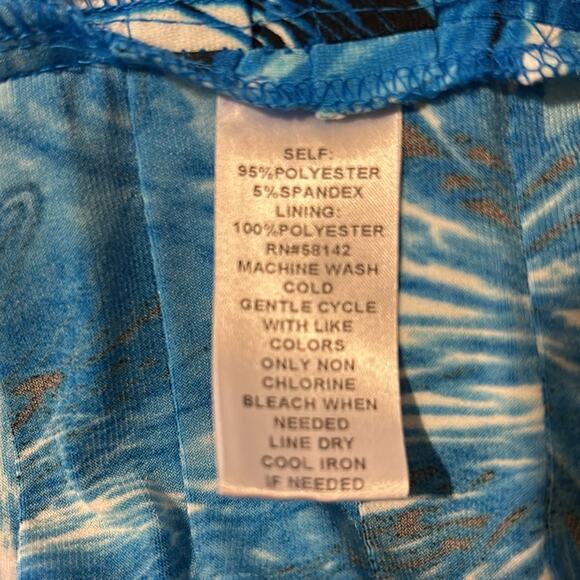 SELF:
95%POLYESTER
5%SPANDEX
LINING:
100%POLYESTER
RN#58142
MACHINE WASH
COLD
GENTLE CYCLE
WITH LIKE
COLORS
ONLY NON
CHLORINE
BLEACH WHEN
NEEDED
LINE DRY
COOL IRON
IF NEEDED